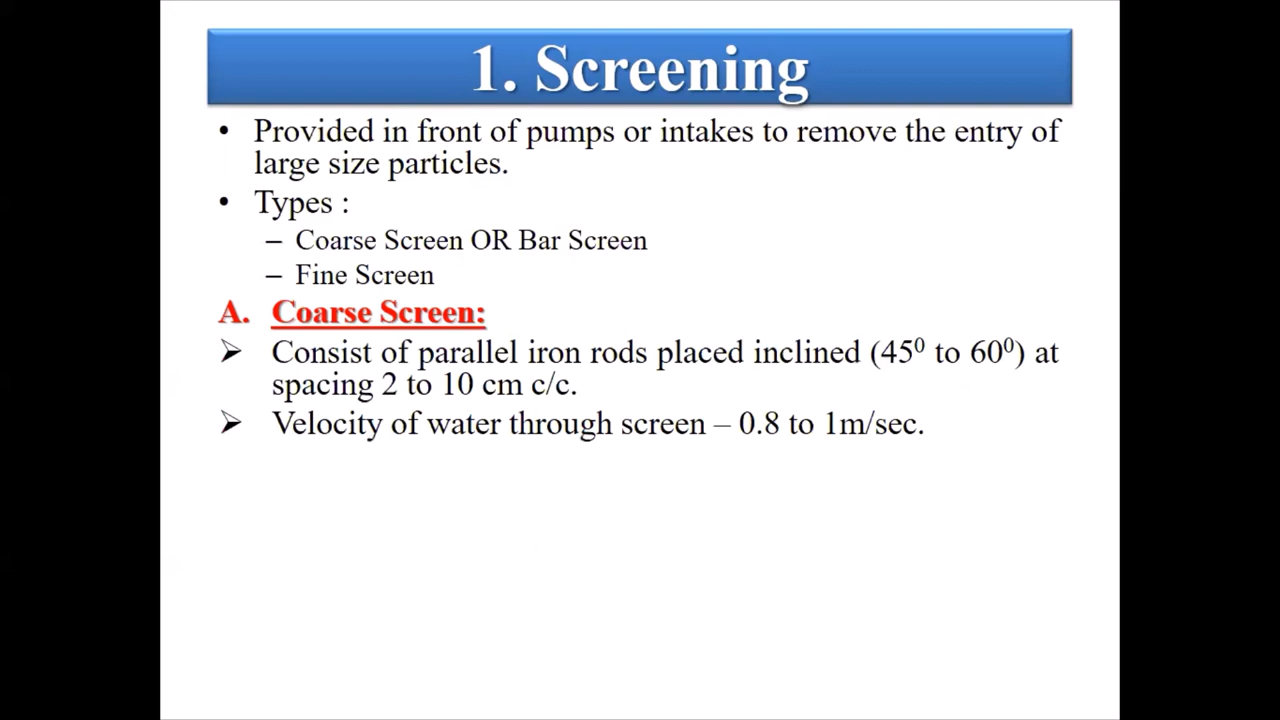 1. Screening
• Provided in front of pumps or intakes to remove the entry of
large size particles.
• Types :
– Coarse Screen OR Bar Screen
– Fine Screen
A. Coarse Screen:
➢ Consist of parallel iron rods placed inclined (45⁰ to 60⁰) at
spacing 2 to 10 cm c/c.
➢ Velocity of water through screen – 0.8 to 1m/sec.